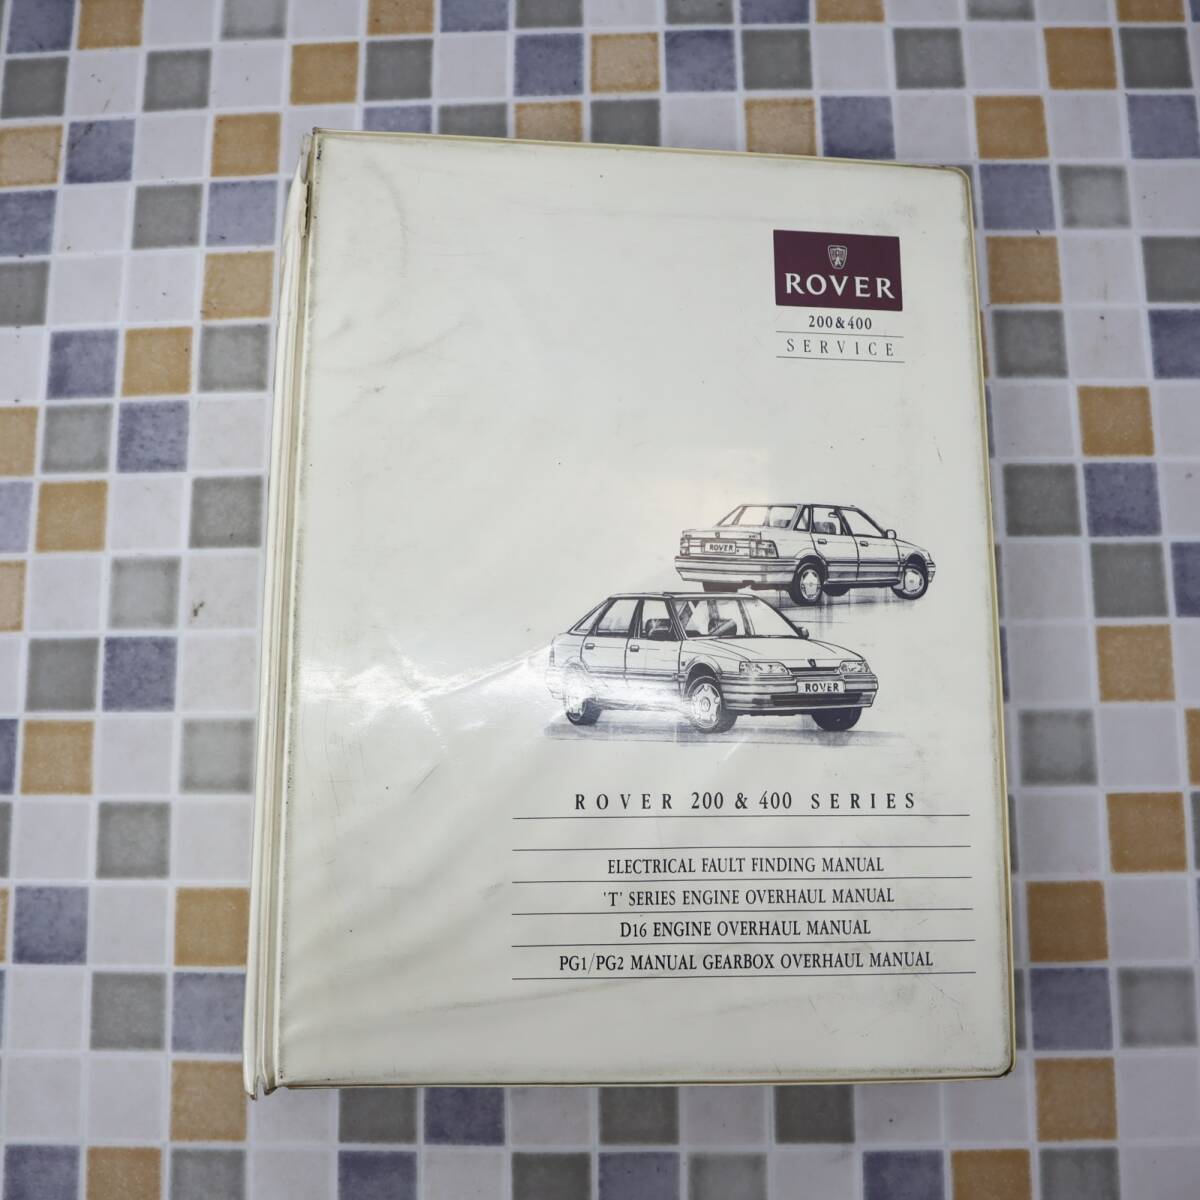 ROVER
200&400
SERVICE
ROVER
ROVER
ROVER 200 & 400 SERIES
ELECTRICAL FAULT FINDING MANUAL
'T' SERIES ENGINE OVERHAUL MANUAL
D16 ENGINE OVERHAUL MANUAL
PG1/PG2 MANUAL GEARBOX OVERHAUL MANUAL